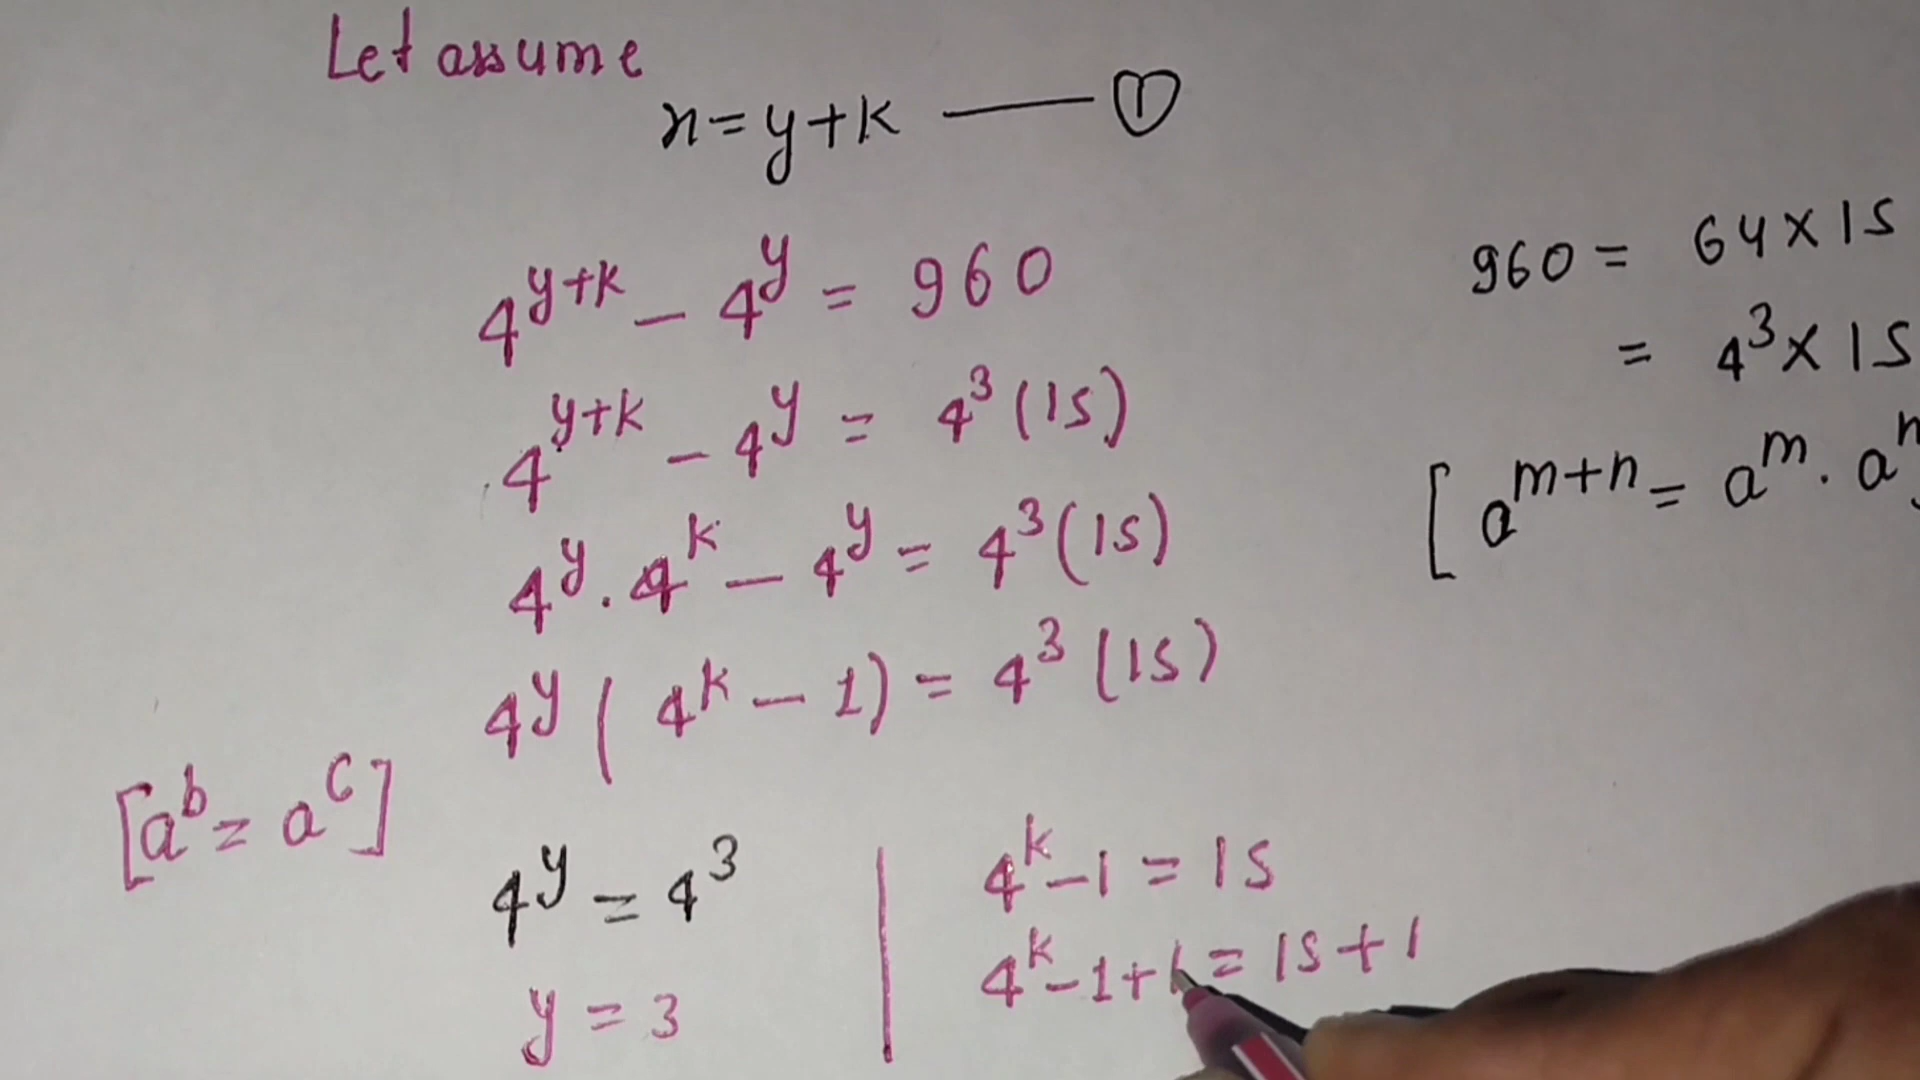 Let assume
x = y+k —— ①
4^{y+k} - 4^y = 960
4^{y+k} - 4^y = 4^3 (15)
4^y . 4^k - 4^y = 4^3 (15)
4^y ( 4^k - 1) = 4^3 (15)
[a^b = a^c]
4^y = 4^3
y = 3
4^k - 1 = 15
4^k - 1 + 1 = 15 + 1
960 = 64 × 15
= 4^3 × 15
[ a^{m+n} = a^m . a^n